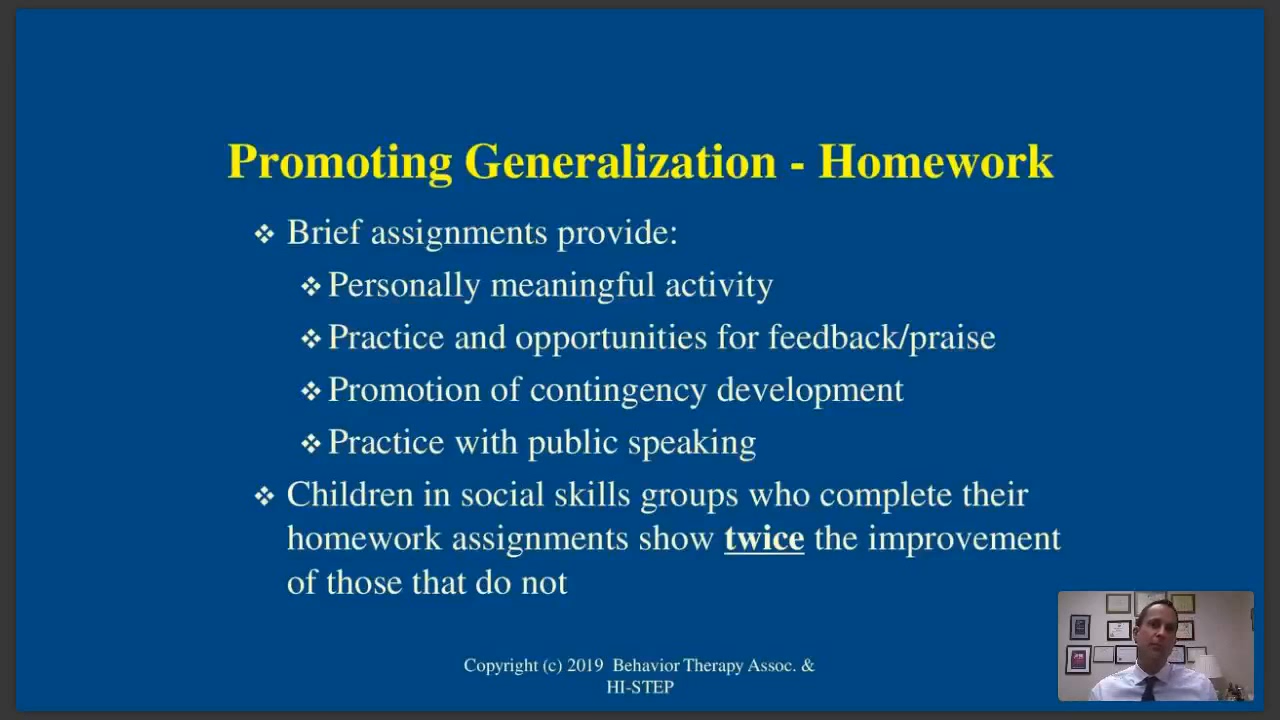 Promoting Generalization - Homework
❖ Brief assignments provide:
❖ Personally meaningful activity
❖ Practice and opportunities for feedback/praise
❖ Promotion of contingency development
❖ Practice with public speaking
❖ Children in social skills groups who complete their
homework assignments show twice the improvement
of those that do not
Copyright (c) 2019 Behavior Therapy Assoc. &
HI-STEP